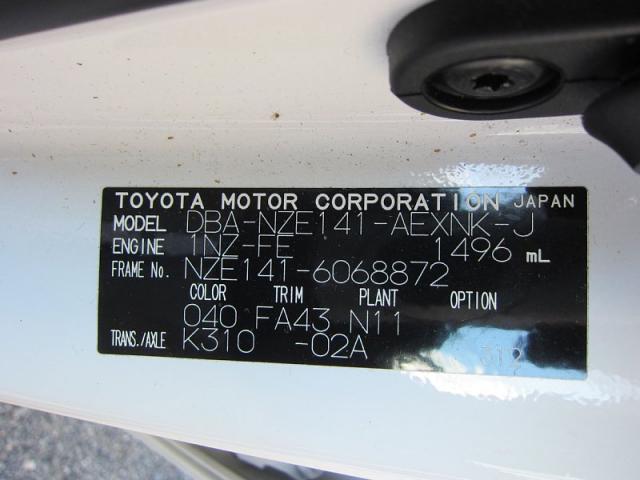 TOYOTA MOTOR CORPORATION JAPAN
MODEL DBA-NZE141-AEXNK-J
ENGINE 1NZ-FE 1496 mL
FRAME No. NZE141-6068872
COLOR TRIM PLANT OPTION
040 FA43 N11
TRANS./AXLE K310 -02A 312